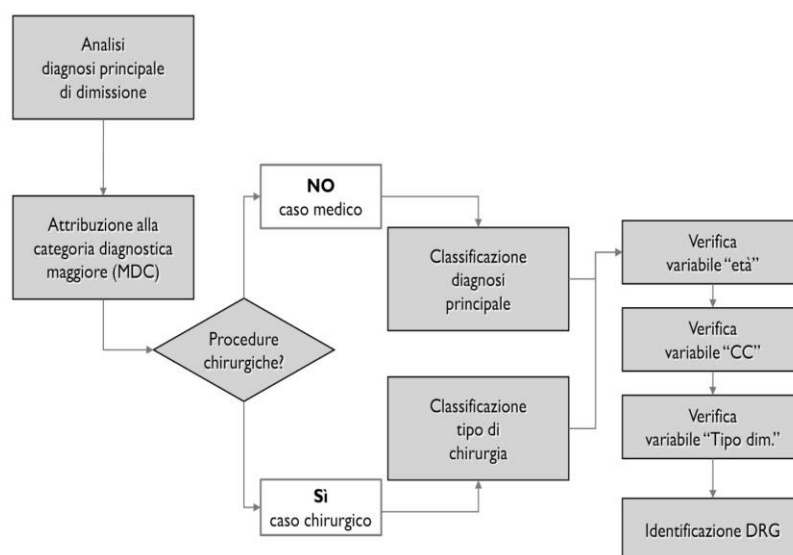 Analisi
diagnosi principale
di dimissione
Attribuzione alla
categoria diagnostica
maggiore (MDC)
Procedure
chirurgiche?
NO
caso medico
Classificazione
diagnosi
principale
Sì
caso chirurgico
Classificazione
tipo di
chirurgia
Verifica
variabile “età”
Verifica
variabile “CC”
Verifica
variabile “Tipo dim.”
Identificazione DRG